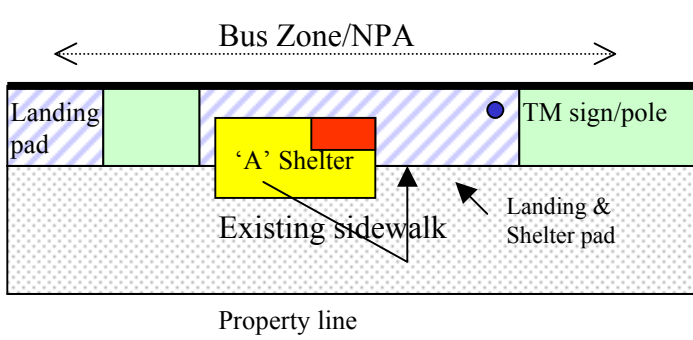 Bus Zone/NPA
Landing
pad
TM sign/pole
‘A’ Shelter
Landing &
Shelter pad
Existing sidewalk
Property line